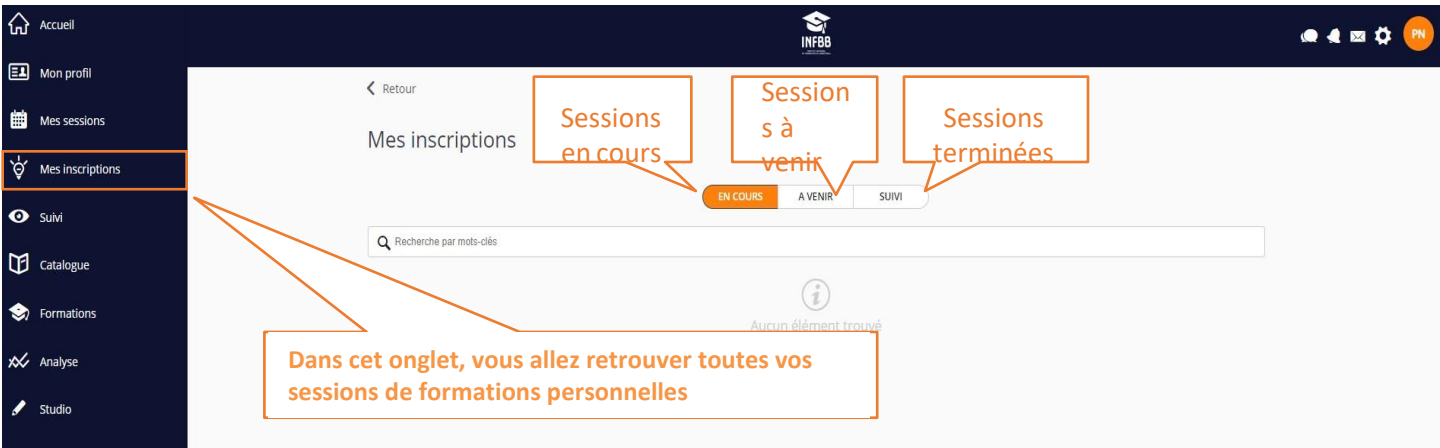 Accueil
INFBB
PN
Mon profil
Retour
Mes sessions
Mes inscriptions
Sessions
en cours
Session
s à
venir
Sessions
terminées
Mes inscriptions
EN COURS
A VENIR
SUIVI
Suivi
Recherche par mots-clés
Catalogue
Aucun élément trouvé
Formations
Dans cet onglet, vous allez retrouver toutes vos
sessions de formations personnelles
Analyse
Studio